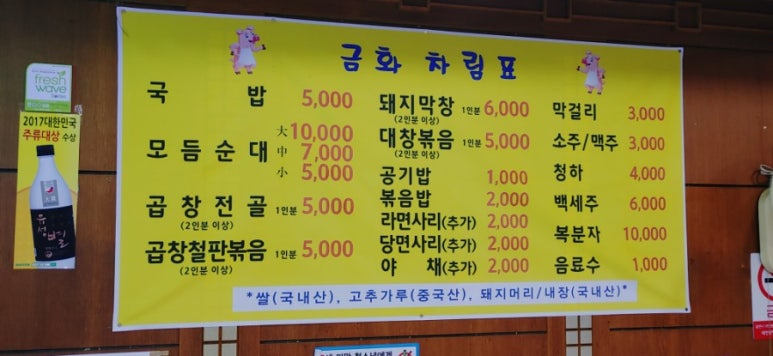 금화 차림표
국 밥 5,000
모듬순대 大 10,000
中 7,000
小 5,000
곱창전골 1인분 5,000
(2인분 이상)
곱창철판볶음 1인분 5,000
(2인분 이상)
돼지막창 1인분 6,000
(2인분 이상)
대창볶음 1인분 5,000
(2인분 이상)
공기밥 1,000
볶음밥 2,000
라면사리(추가) 2,000
당면사리(추가) 2,000
야 채(추가) 2,000
막걸리 3,000
소주/맥주 3,000
청하 4,000
백세주 6,000
복분자 10,000
음료수 1,000
*쌀(국내산), 고추가루(중국산), 돼지머리/내장(국내산)*
fresh
wave
2017대한민국
주류대상 수상